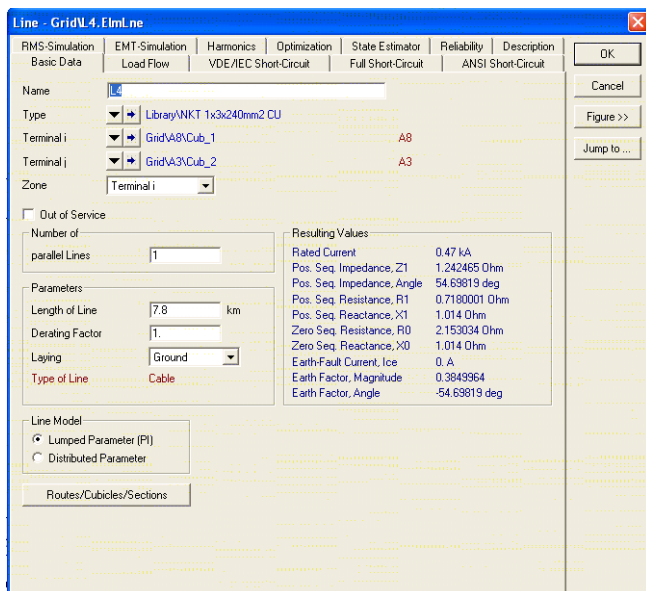 Line - Grid\L4.ElmLne
RMS-Simulation EMT-Simulation Harmonics Optimization State Estimator Reliability Description
Basic Data Load Flow VDE/IEC Short-Circuit Full Short-Circuit ANSI Short-Circuit
OK
Cancel
Figure >>
Jump to ...
Name L4
Type Library\NKT 1x3x240mm2 CU
Terminal i Grid\A8\Cub_1 A8
Terminal j Grid\A3\Cub_2 A3
Zone Terminal i
Out of Service
Number of
parallel Lines 1
Parameters
Length of Line 7.8 km
Derating Factor 1.
Laying Ground
Type of Line Cable
Resulting Values
Rated Current 0.47 kA
Pos. Seq. Impedance, Z1 1.242465 Ohm
Pos. Seq. Impedance, Angle 54.69819 deg
Pos. Seq. Resistance, R1 0.7180001 Ohm
Pos. Seq. Reactance, X1 1.014 Ohm
Zero Seq. Resistance, R0 2.153034 Ohm
Zero Seq. Reactance, X0 1.014 Ohm
Earth-Fault Current, Ice 0. A
Earth Factor, Magnitude 0.3849964
Earth Factor, Angle -54.69819 deg
Line Model
Lumped Parameter (PI)
Distributed Parameter
Routes/Cubicles/Sections